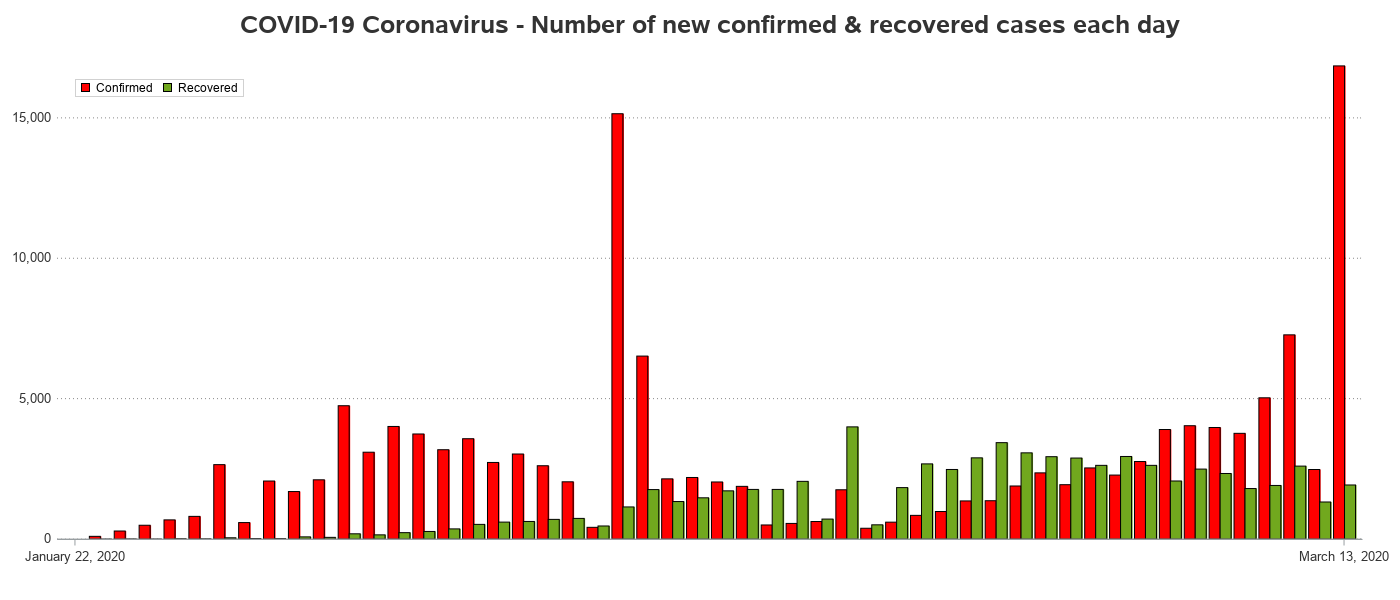 COVID-19 Coronavirus - Number of new confirmed & recovered cases each day
Confirmed Recovered
15,000
10,000
5,000
0
January 22, 2020 March 13, 2020